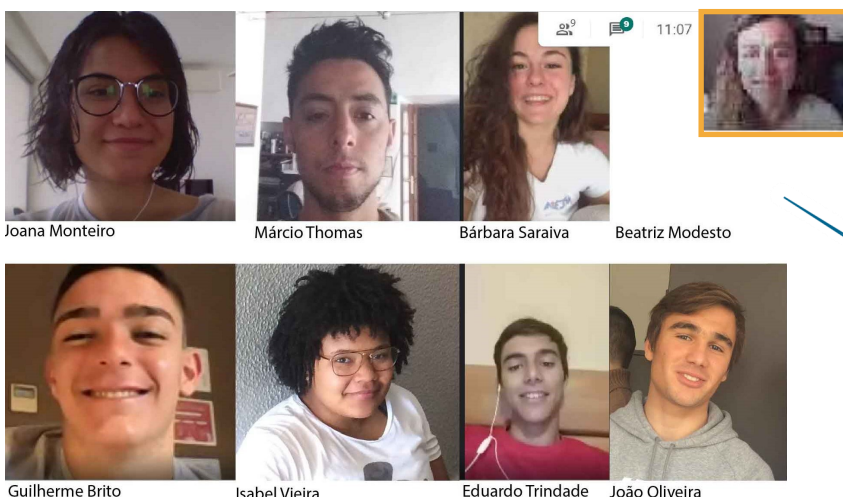 9
9
11:07
Joana Monteiro
Márcio Thomas
Bárbara Saraiva
Beatriz Modesto
Guilherme Brito
Isabel Vieira
Eduardo Trindade
João Oliveira